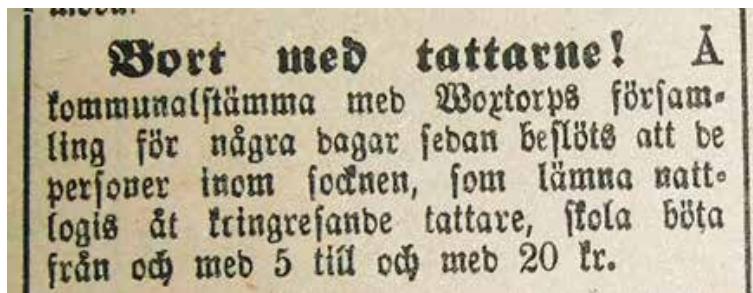 Bort med tattarne! Å
kommunalstämma med Woxtorps försam-
ling för några dagar sedan beslöts att de
personer inom socknen, som lämna natt-
logis åt kringresande tattare, skola böta
från och med 5 till och med 20 kr.